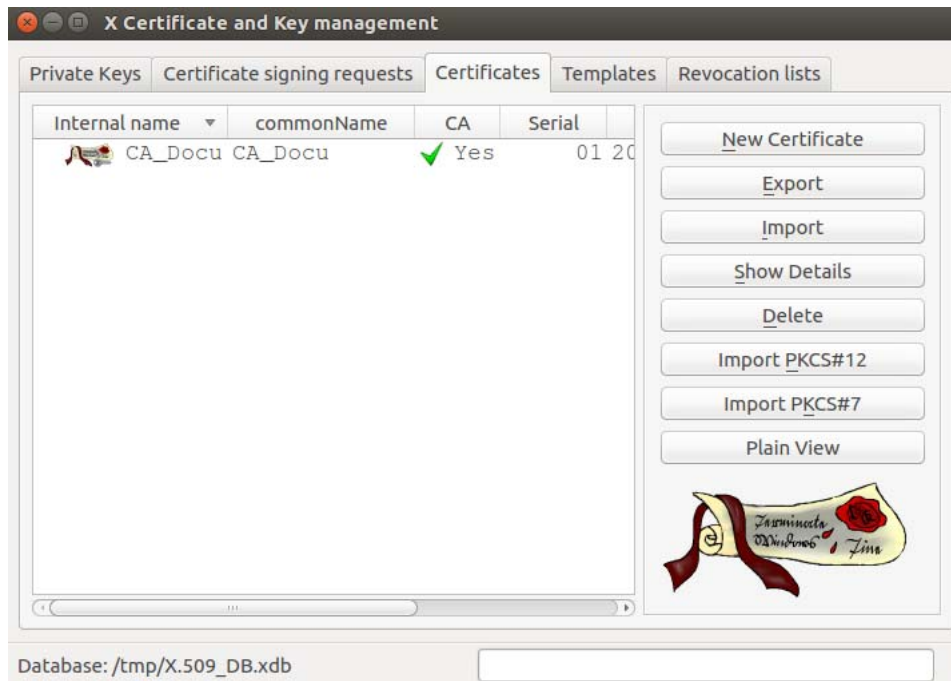 X Certificate and Key management
Private Keys Certificate signing requests Certificates Templates Revocation lists
Internal name commonName CA Serial
CA_Docu CA_Docu Yes 01 20
New Certificate
Export
Import
Show Details
Delete
Import PKCS#12
Import PKCS#7
Plain View
Database: /tmp/X.509_DB.xdb